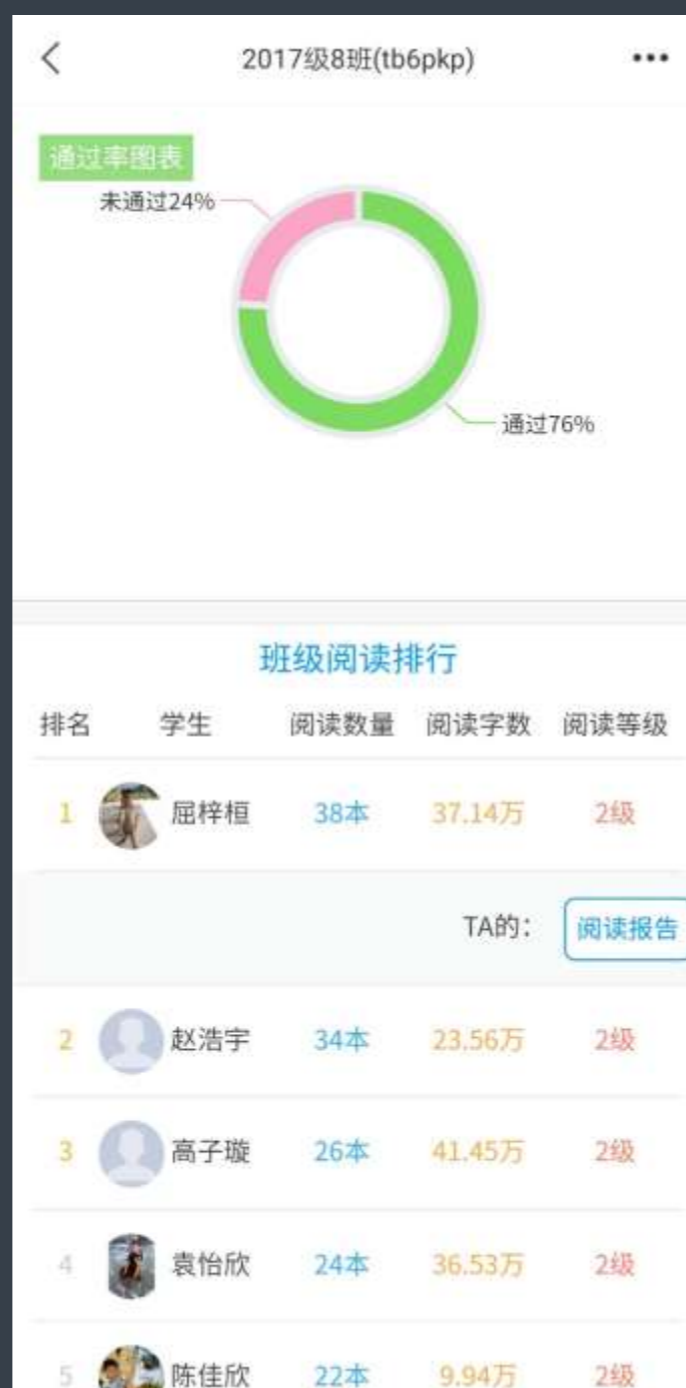 2017级8班(tb6pkp)
通过率图表
未通过24%
通过76%
班级阅读排行
排名 学生 阅读数量 阅读字数 阅读等级
1 屈梓桓 38本 37.14万 2级
TA的: 阅读报告
2 赵浩宇 34本 23.56万 2级
3 高子璇 26本 41.45万 2级
4 袁怡欣 24本 36.53万 2级
5 陈佳欣 22本 9.94万 2级